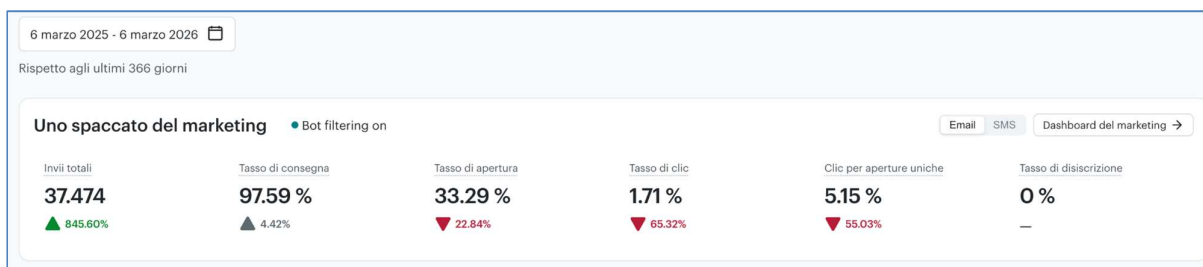 6 marzo 2025 - 6 marzo 2026
Rispetto agli ultimi 366 giorni
Uno spaccato del marketing Bot filtering on Email SMS Dashboard del marketing →
Invii totali Tasso di consegna Tasso di apertura Tasso di clic Clic per aperture uniche Tasso di disiscrizione
37.474 97.59 % 33.29 % 1.71 % 5.15 % 0 %
845.60% 4.42% 22.84% 65.32% 55.03% —